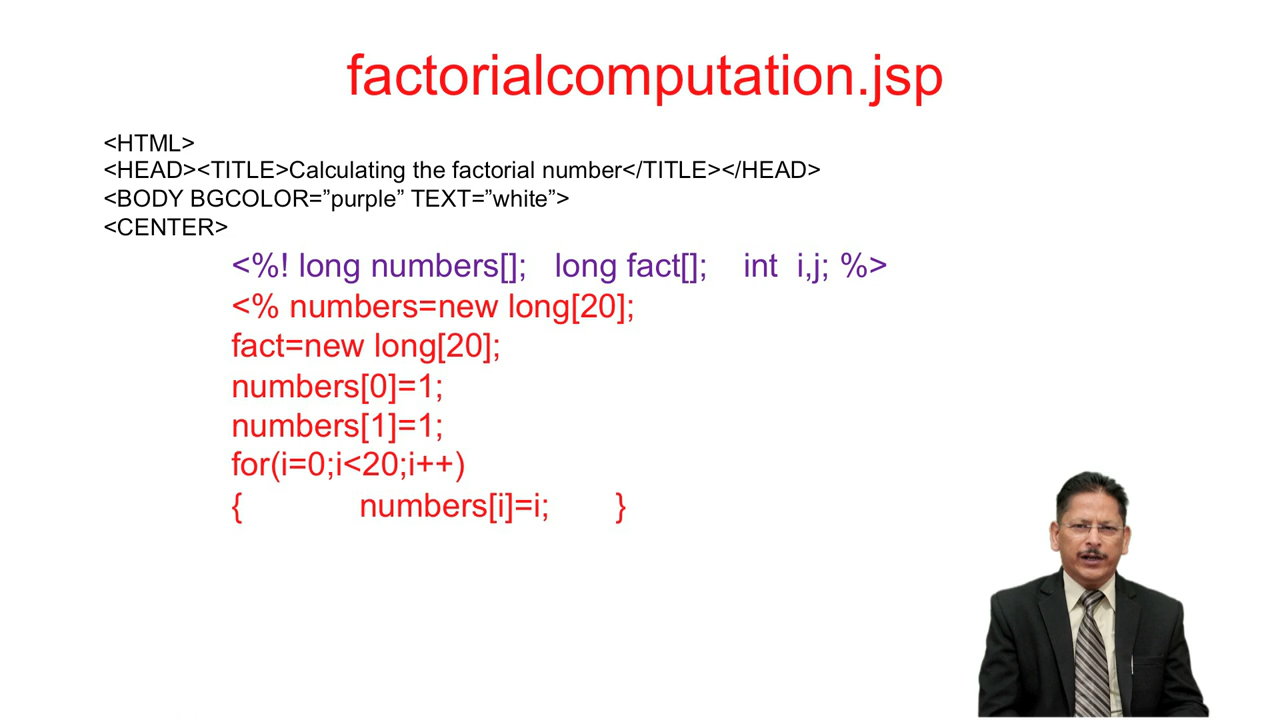 factorialcomputation.jsp
<HTML>
<HEAD><TITLE>Calculating the factorial number</TITLE></HEAD>
<BODY BGCOLOR=”purple” TEXT=”white”>
<CENTER>
<%! long numbers[]; long fact[]; int i,j; %>
<% numbers=new long[20];
fact=new long[20];
numbers[0]=1;
numbers[1]=1;
for(i=0;i<20;i++)
{ numbers[i]=i; }